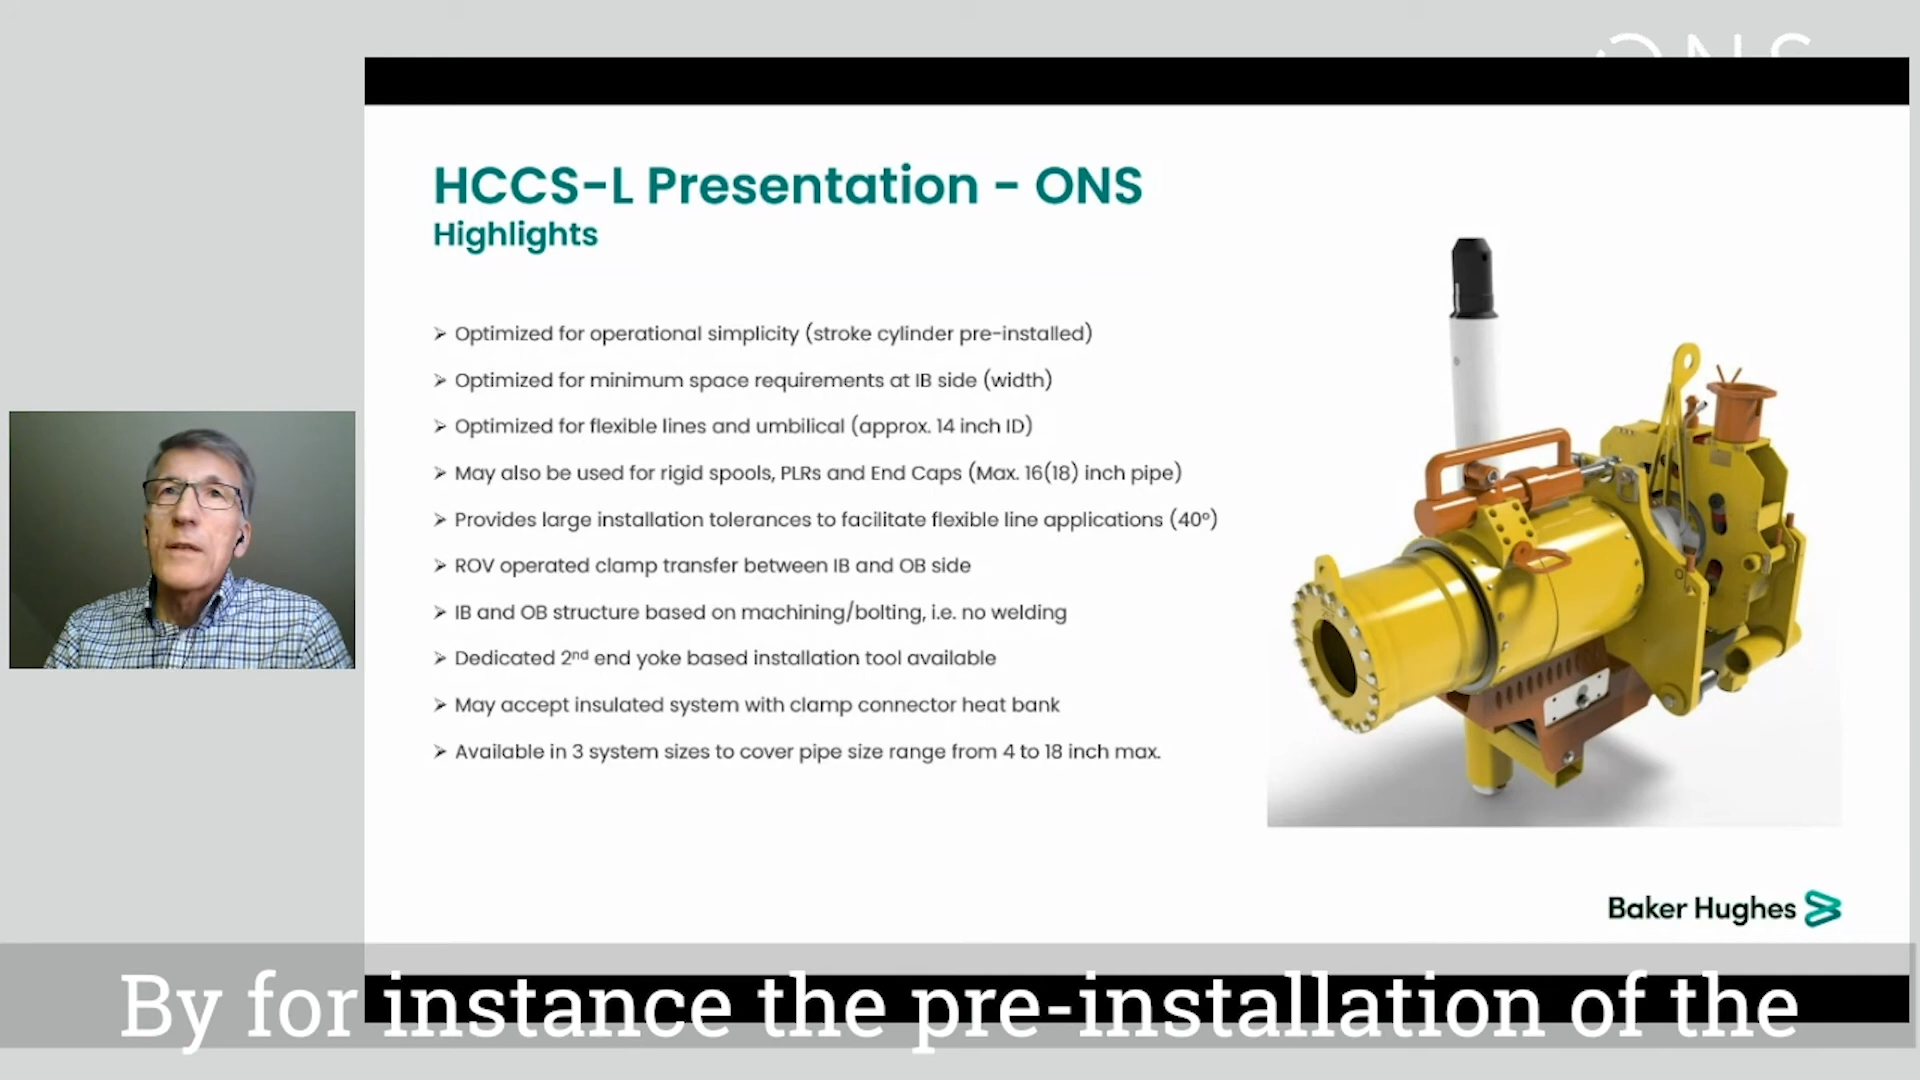 ONS
HCCS-L Presentation - ONS
Highlights
➢ Optimized for operational simplicity (stroke cylinder pre-installed)
➢ Optimized for minimum space requirements at IB side (width)
➢ Optimized for flexible lines and umbilical (approx. 14 inch ID)
➢ May also be used for rigid spools, PLRs and End Caps (Max. 16(18) inch pipe)
➢ Provides large installation tolerances to facilitate flexible line applications (40°)
➢ ROV operated clamp transfer between IB and OB side
➢ IB and OB structure based on machining/bolting, i.e. no welding
➢ Dedicated 2nd end yoke based installation tool available
➢ May accept insulated system with clamp connector heat bank
➢ Available in 3 system sizes to cover pipe size range from 4 to 18 inch max.
Baker Hughes
By for instance the pre-installation of the